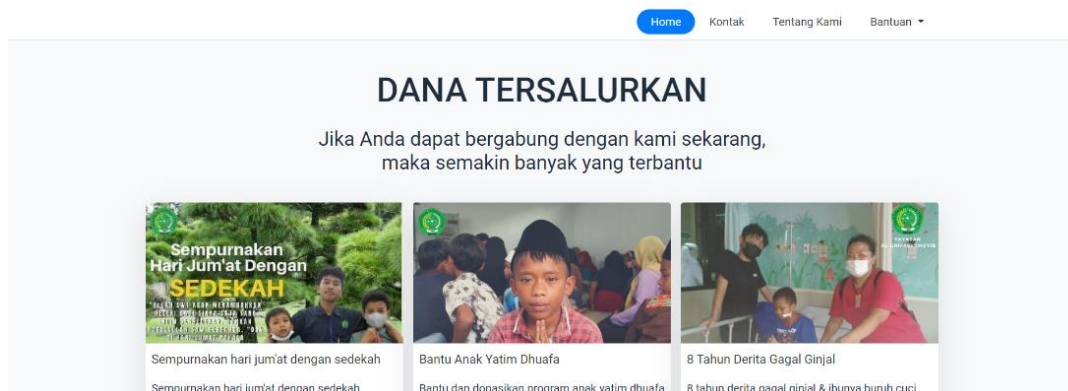 Home Kontak Tentang Kami Bantuan
DANA TERSALURKAN
Jika Anda dapat bergabung dengan kami sekarang,
maka semakin banyak yang terbantu
Sempurnakan
Hari Jum'at Dengan
SEDEKAH
YAYASAN
Sempurnakan hari jum'at dengan sedekah
Bantu Anak Yatim Dhuafa
8 Tahun Derita Gagal Ginjal
Sempurnakan hari jum'at dengan sedekah
Bantu dan donasikan program anak yatim dhuafa
8 tahun derita gagal ginjal & ibunya buruh cuci